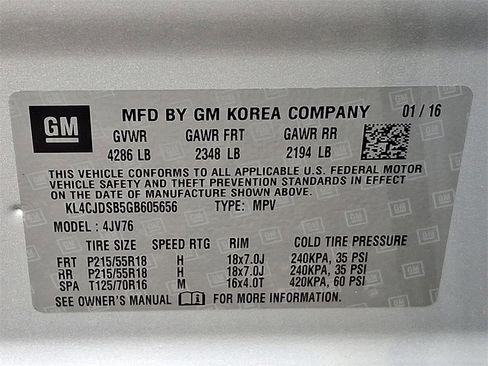 GM MFD BY GM KOREA COMPANY 01/16
GVWR GAWR FRT GAWR RR
4286 LB 2348 LB 2194 LB
THIS VEHICLE CONFORMS TO ALL APPLICABLE U.S. FEDERAL MOTOR
VEHICLE SAFETY AND THEFT PREVENTION STANDARDS IN EFFECT
ON THE DATE OF MANUFACTURE SHOWN ABOVE.
KL4CJDSB5GB605656 TYPE: MPV
MODEL : 4JV76
TIRE SIZE SPEED RTG RIM COLD TIRE PRESSURE
FRT P215/55R18 H 18x7.0J 240KPA, 35 PSI
RR P215/55R18 H 18x7.0J 240KPA, 35 PSI
SPA T125/70R16 M 16x4.0T 420KPA, 60 PSI
SEE OWNER'S MANUAL FOR MORE INFORMATION.